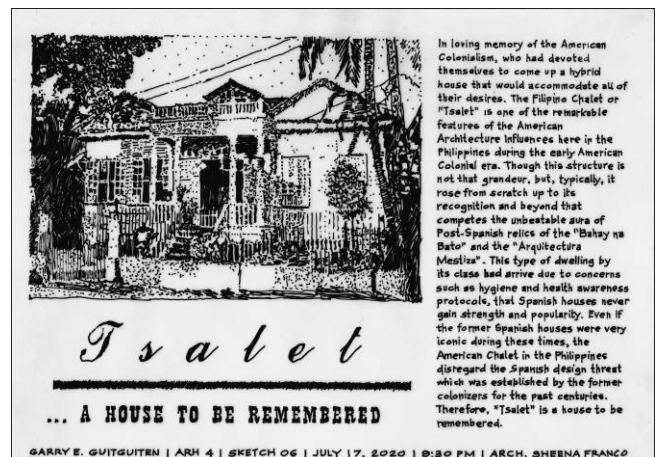 In loving memory of the American
Colonialism, who had devoted
themselves to come up a hybrid
house that would accommodate all of
their desires. The Filipino Chalet or
"Tsalet" is one of the remarkable
features of the American
Architecture Influences here in the
Philippines during the early American
Colonial era. Though this structure is
not that grandeur, but, typically, it
rose from scratch up to its
recognition and beyond that
competes the unbeatable aura of
Post-Spanish relics of the "Bahay na
Bato" and the "Arquitectura
Mestiza". This type of dwelling by
its class had arrive due to concerns
such as hygiene and health awareness
protocols, that Spanish houses never
gain strength and popularity. Even if
the former Spanish houses were very
iconic during these times, the
American Chalet in the Philippines
disregard the Spanish design threat
which was established by the former
colonizers for the past centuries.
Therefore, "Tsalet" is a house to be
remembered.
Tsalet
... A HOUSE TO BE REMEMBERED
GARRY E. GUITGUITEN | ARH 4 | SKETCH 06 | JULY 17, 2020 | 9:30 PM | ARCH. SHEENA FRANCO